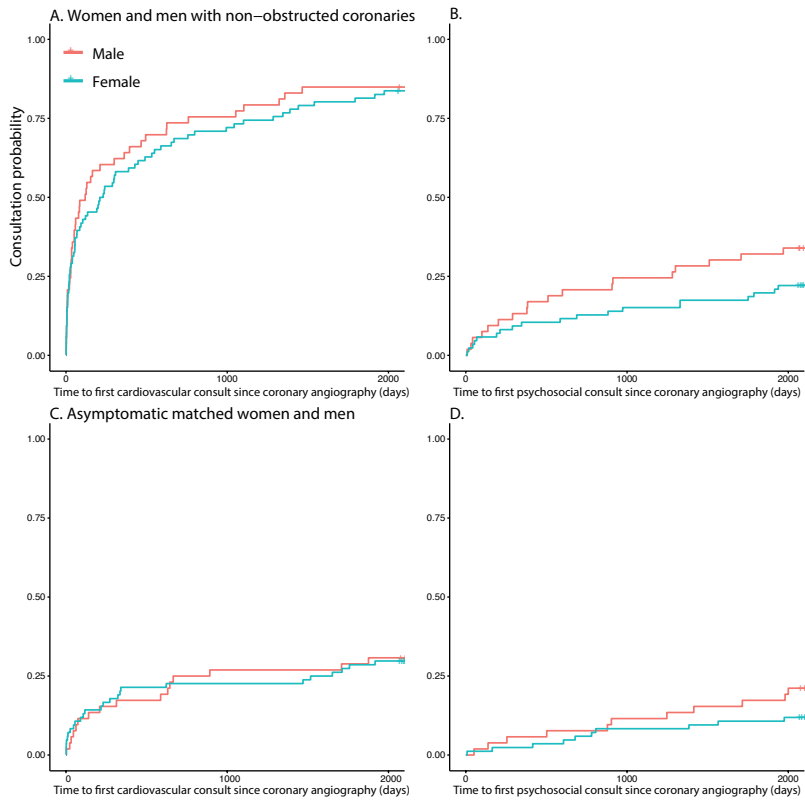 A. Women and men with non−obstructed coronaries
B.
Male
Female
Consultation probability
1.00
0.75
0.50
0.25
0.00
0
1000
2000
Time to first cardiovascular consult since coronary angiography (days)
1.00
0.75
0.50
0.25
0.00
0
1000
2000
Time to first psychosocial consult since coronary angiography (days)
C. Asymptomatic matched women and men
D.
1.00
0.75
0.50
0.25
0.00
0
1000
2000
Time to first cardiovascular consult since coronary angiography (days)
1.00
0.75
0.50
0.25
0.00
0
1000
2000
Time to first psychosocial consult since coronary angiography (days)